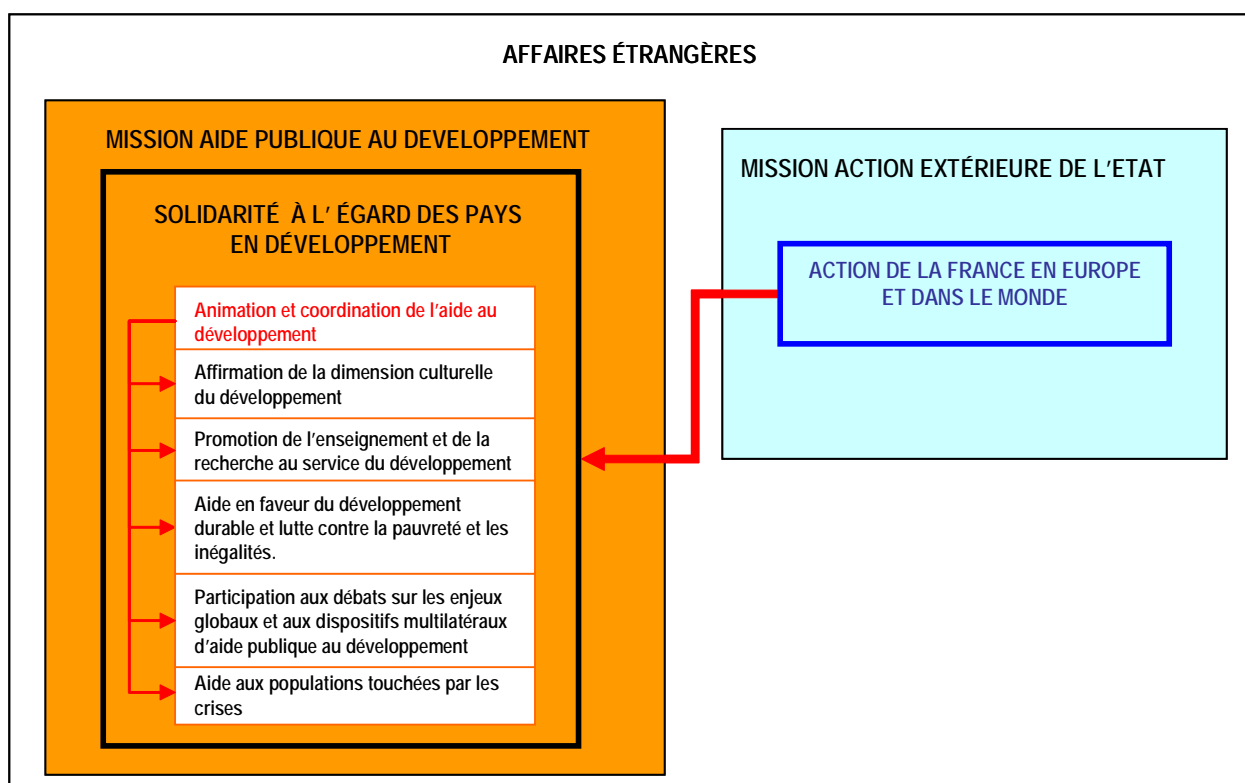 AFFAIRES ÉTRANGÈRES
MISSION AIDE PUBLIQUE AU DEVELOPPEMENT
SOLIDARITÉ À L' ÉGARD DES PAYS
EN DÉVELOPPEMENT
Animation et coordination de l'aide au
développement
Affirmation de la dimension culturelle
du développement
Promotion de l'enseignement et de la
recherche au service du développement
Aide en faveur du développement
durable et lutte contre la pauvreté et les
inégalités.
Participation aux débats sur les enjeux
globaux et aux dispositifs multilatéraux
d'aide publique au développement
Aide aux populations touchées par les
crises
MISSION ACTION EXTÉRIEURE DE L'ETAT
ACTION DE LA FRANCE EN EUROPE
ET DANS LE MONDE